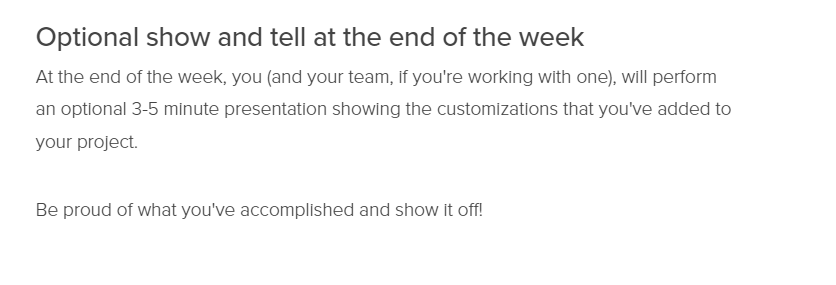 Optional show and tell at the end of the week
At the end of the week, you (and your team, if you're working with one), will perform
an optional 3-5 minute presentation showing the customizations that you've added to
your project.
Be proud of what you've accomplished and show it off!